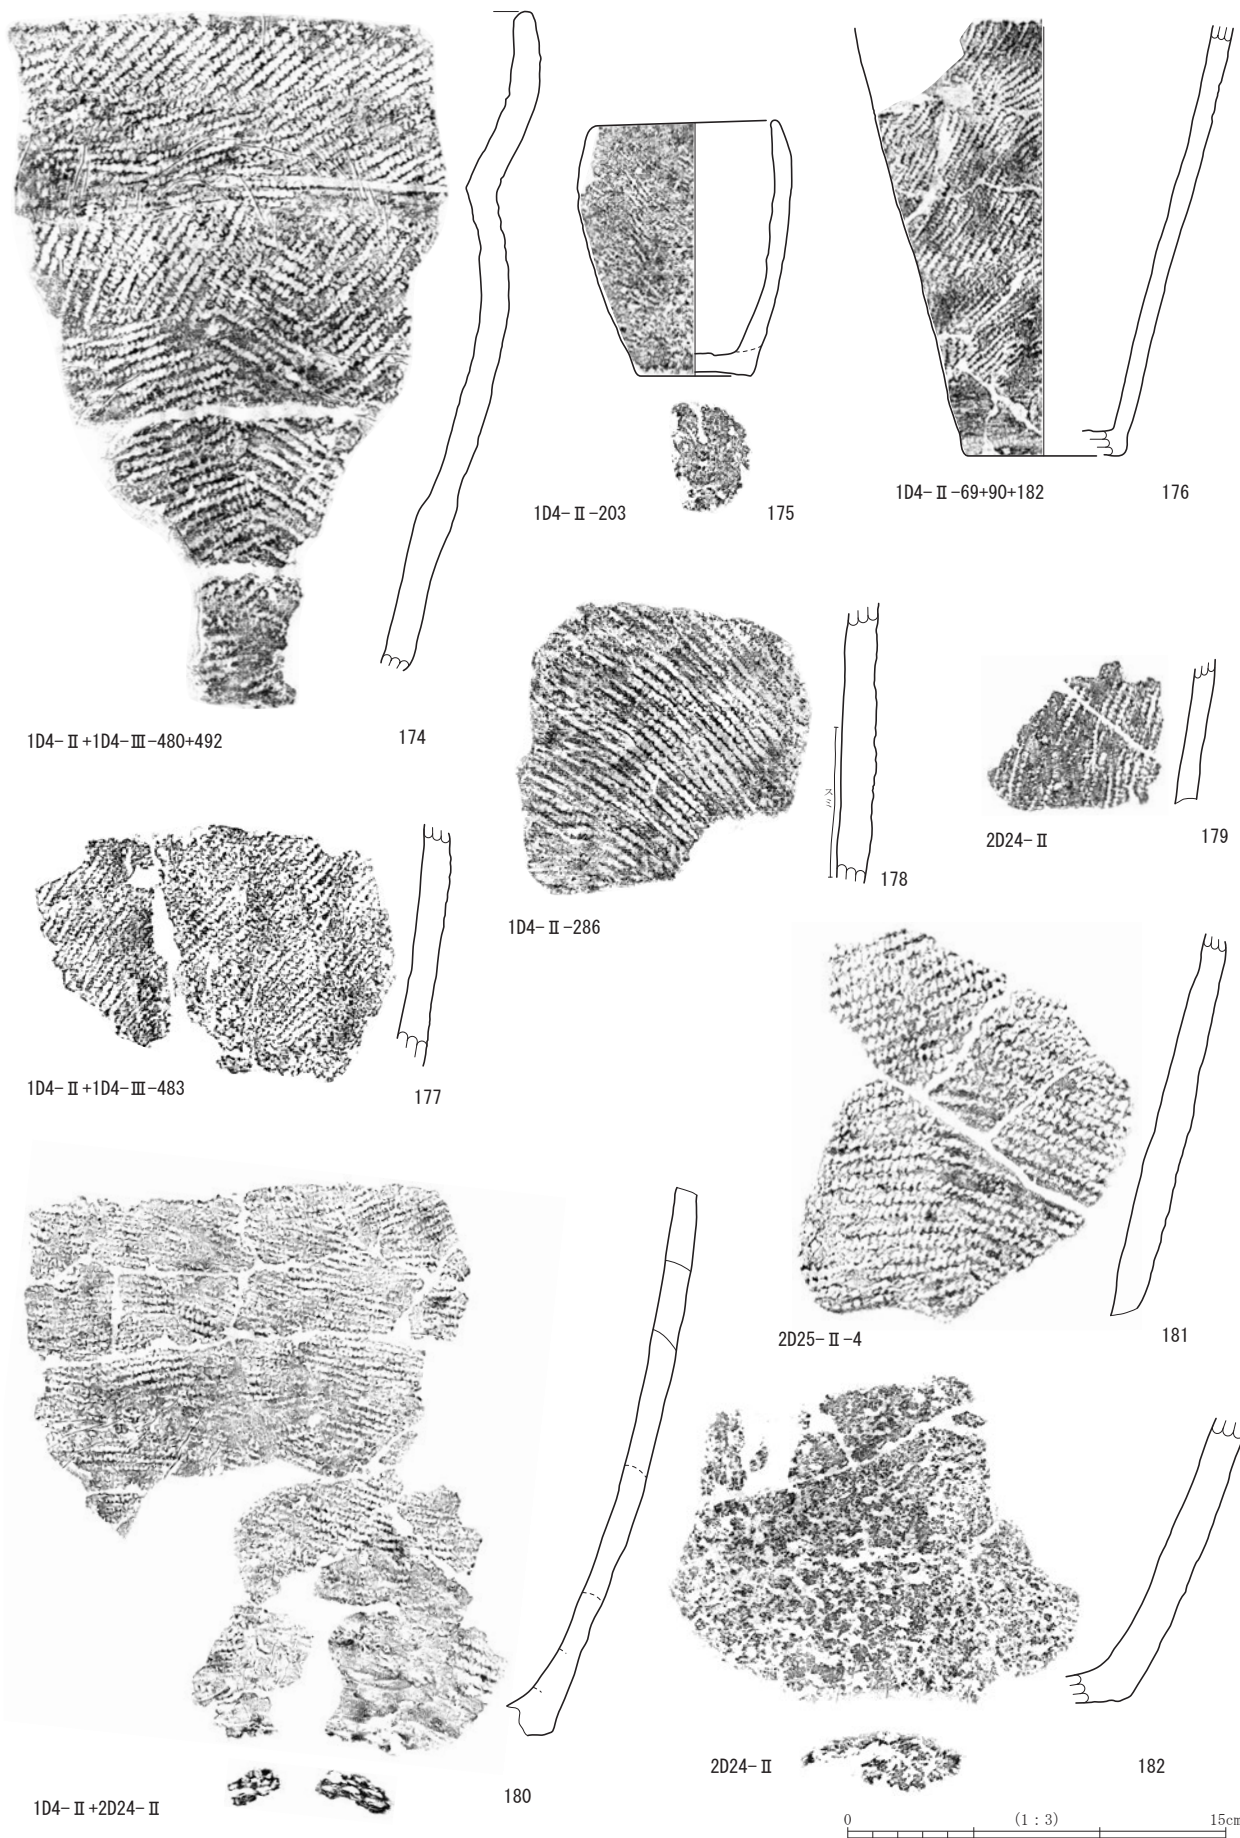 1D4-Ⅱ+1D4-Ⅲ-480+492 174
1D4-Ⅱ-203 175
1D4-Ⅱ-69+90+182 176
1D4-Ⅱ+1D4-Ⅲ-483 177
スミ
1D4-Ⅱ-286 178
2D24-Ⅱ 179
1D4-Ⅱ+2D24-Ⅱ 180
2D25-Ⅱ-4 181
2D24-Ⅱ 182
0 (1：3) 15cm